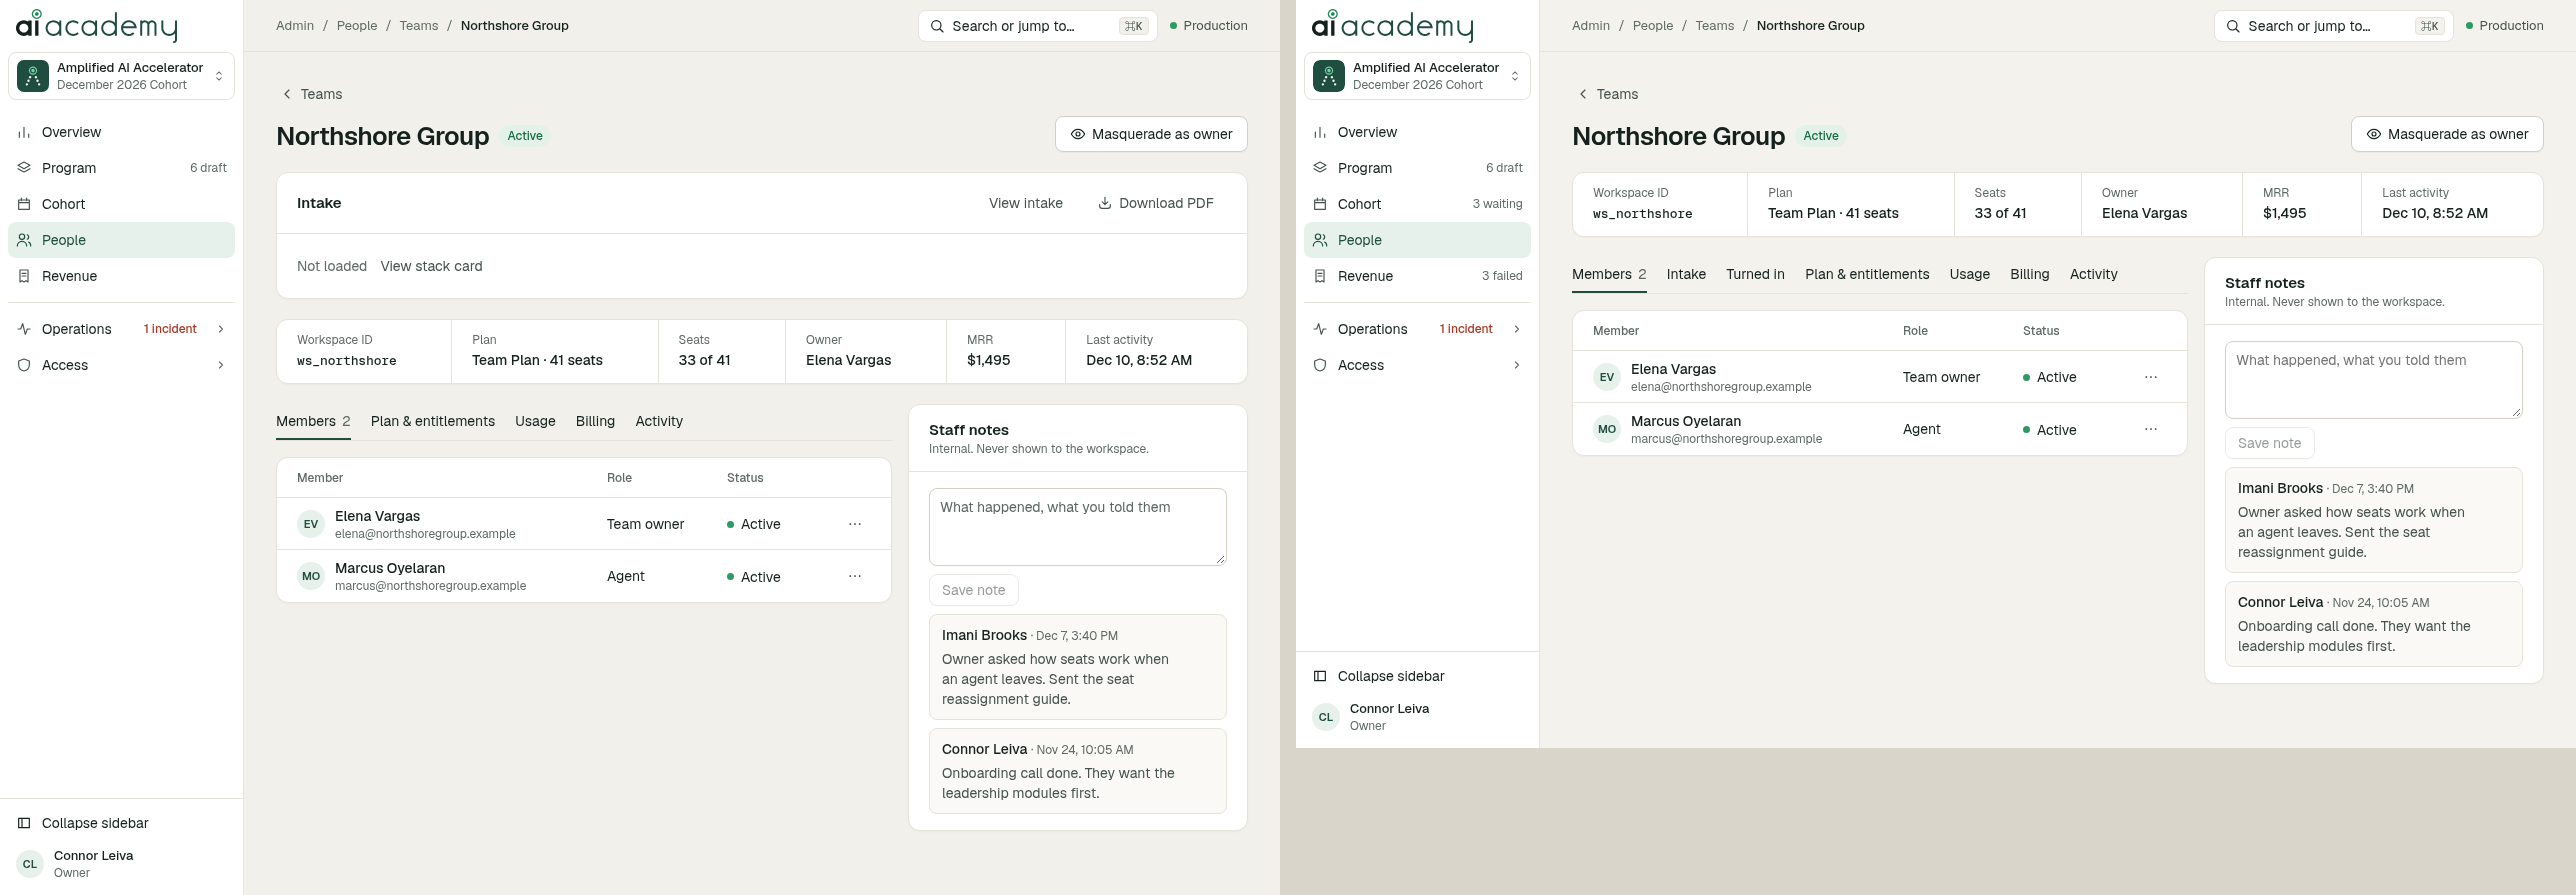 ai academy
Amplified AI Accelerator
December 2026 Cohort
Overview
Program 6 draft
Cohort
People
Revenue
Operations 1 incident
Access
Collapse sidebar
CL Connor Leiva
Owner
Admin / People / Teams / Northshore Group
Search or jump to... ⌘K
Production
Teams
Northshore Group Active
Masquerade as owner
Intake View intake Download PDF
Not loaded View stack card
Workspace ID Plan Seats Owner MRR Last activity
ws_northshore Team Plan · 41 seats 33 of 41 Elena Vargas $1,495 Dec 10, 8:52 AM
Members 2 Plan & entitlements Usage Billing Activity
Member Role Status
EV Elena Vargas Team owner Active ...
elena@northshoregroup.example
MO Marcus Oyelaran Agent Active ...
marcus@northshoregroup.example
Staff notes
Internal. Never shown to the workspace.
What happened, what you told them
Save note
Imani Brooks · Dec 7, 3:40 PM
Owner asked how seats work when
an agent leaves. Sent the seat
reassignment guide.
Connor Leiva · Nov 24, 10:05 AM
Onboarding call done. They want the
leadership modules first.
ai academy
Amplified AI Accelerator
December 2026 Cohort
Overview
Program 6 draft
Cohort 3 waiting
People
Revenue 3 failed
Operations 1 incident
Access
Collapse sidebar
CL Connor Leiva
Owner
Admin / People / Teams / Northshore Group
Search or jump to... ⌘K
Production
Teams
Northshore Group Active
Masquerade as owner
Workspace ID Plan Seats Owner MRR Last activity
ws_northshore Team Plan · 41 seats 33 of 41 Elena Vargas $1,495 Dec 10, 8:52 AM
Members 2 Intake Turned in Plan & entitlements Usage Billing Activity
Member Role Status
EV Elena Vargas Team owner Active ...
elena@northshoregroup.example
MO Marcus Oyelaran Agent Active ...
marcus@northshoregroup.example
Staff notes
Internal. Never shown to the workspace.
What happened, what you told them
Save note
Imani Brooks · Dec 7, 3:40 PM
Owner asked how seats work when
an agent leaves. Sent the seat
reassignment guide.
Connor Leiva · Nov 24, 10:05 AM
Onboarding call done. They want the
leadership modules first.